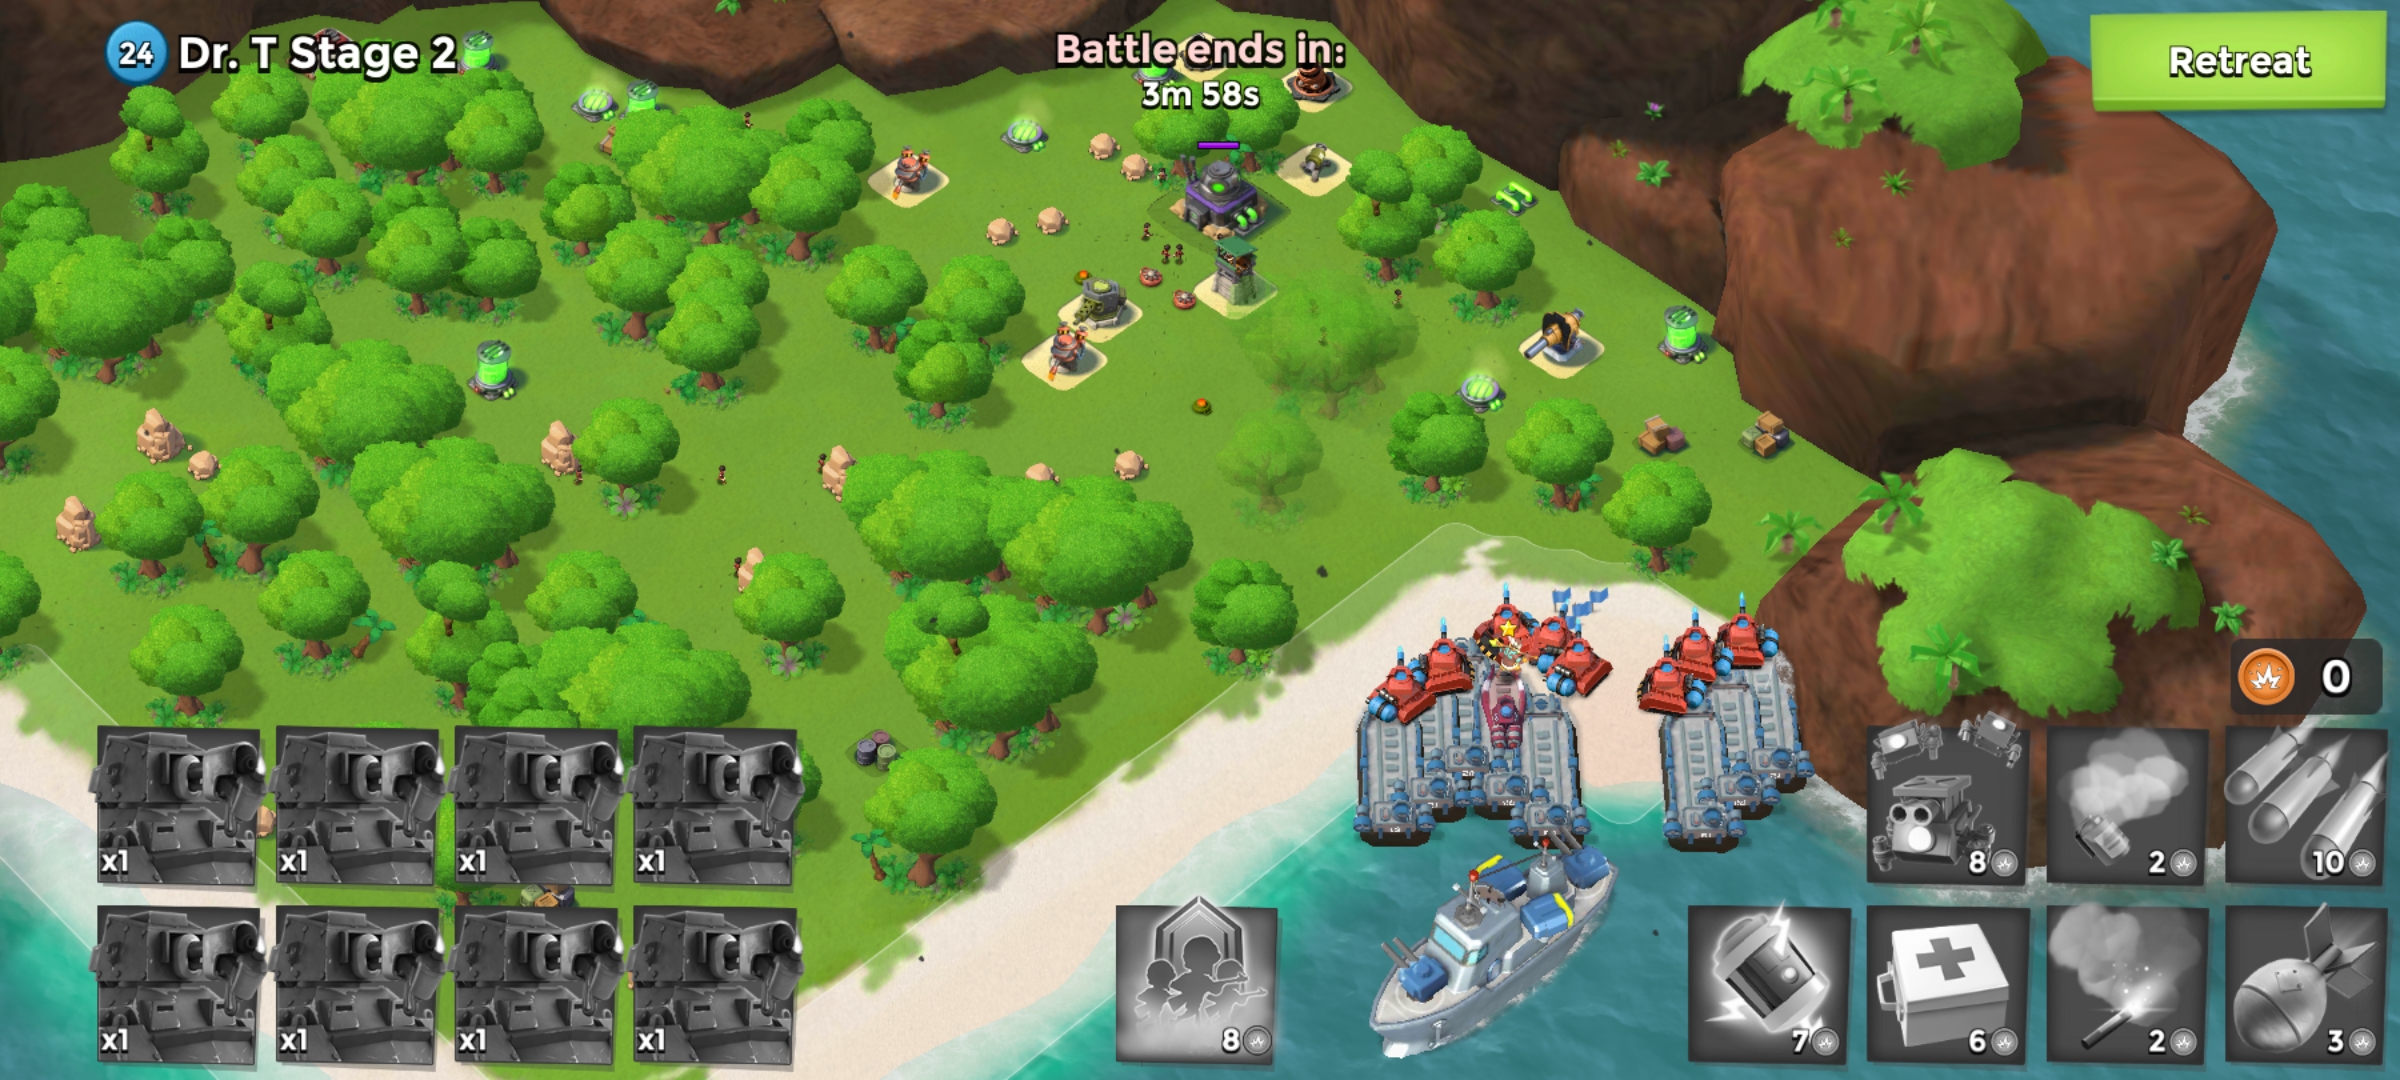 24 Dr. T Stage 2
Battle ends in:
3m 58s
Retreat
0
x1 x1 x1 x1
8 2 10
x1 x1 x1 x1
8 7 6 2 3